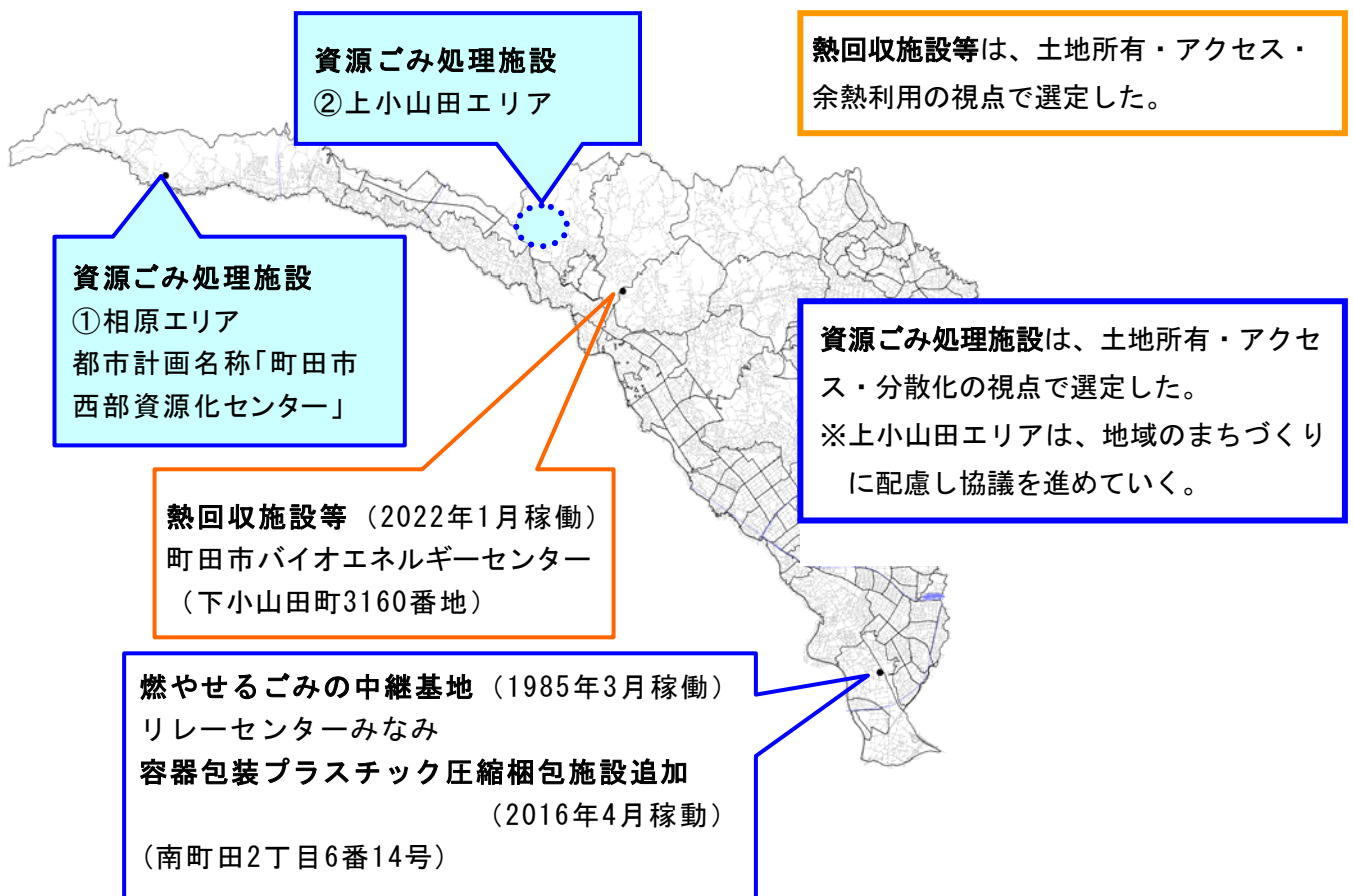 資源ごみ処理施設
②上小山田エリア
熱回収施設等は、土地所有・アクセス・
余熱利用の視点で選定した。
資源ごみ処理施設
①相原エリア
都市計画名称「町田市
西部資源化センター」
資源ごみ処理施設は、土地所有・アクセ
ス・分散化の視点で選定した。
※上小山田エリアは、地域のまちづくり
に配慮し協議を進めていく。
熱回収施設等（2022年1月稼働）
町田市バイオエネルギーセンター
（下小山田町3160番地）
燃やせるごみの中継基地（1985年3月稼働）
リレーセンターみなみ
容器包装プラスチック圧縮梱包施設追加
（2016年4月稼動）
(南町田2丁目6番14号)